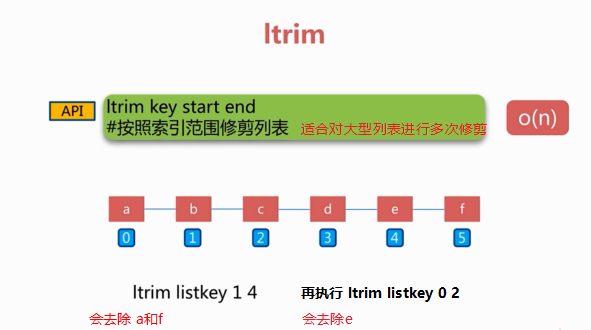 ltrim
API
ltrim key start end
#按照索引范围修剪列表 适合对大型列表进行多次修剪
o(n)
a b c d e f
0 1 2 3 4 5
ltrim listkey 1 4 再执行 ltrim listkey 0 2
会去除 a和f 会去除e